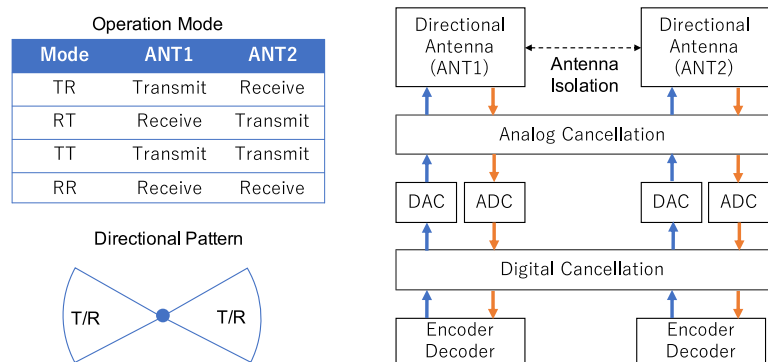 Operation Mode
Mode ANT1 ANT2
TR Transmit Receive
RT Receive Transmit
TT Transmit Transmit
RR Receive Receive
Directional Pattern
T/R T/R
Directional
Antenna
(ANT1)
Antenna
Isolation
Directional
Antenna
(ANT2)
Analog Cancellation
DAC ADC DAC ADC
Digital Cancellation
Encoder
Decoder
Encoder
Decoder